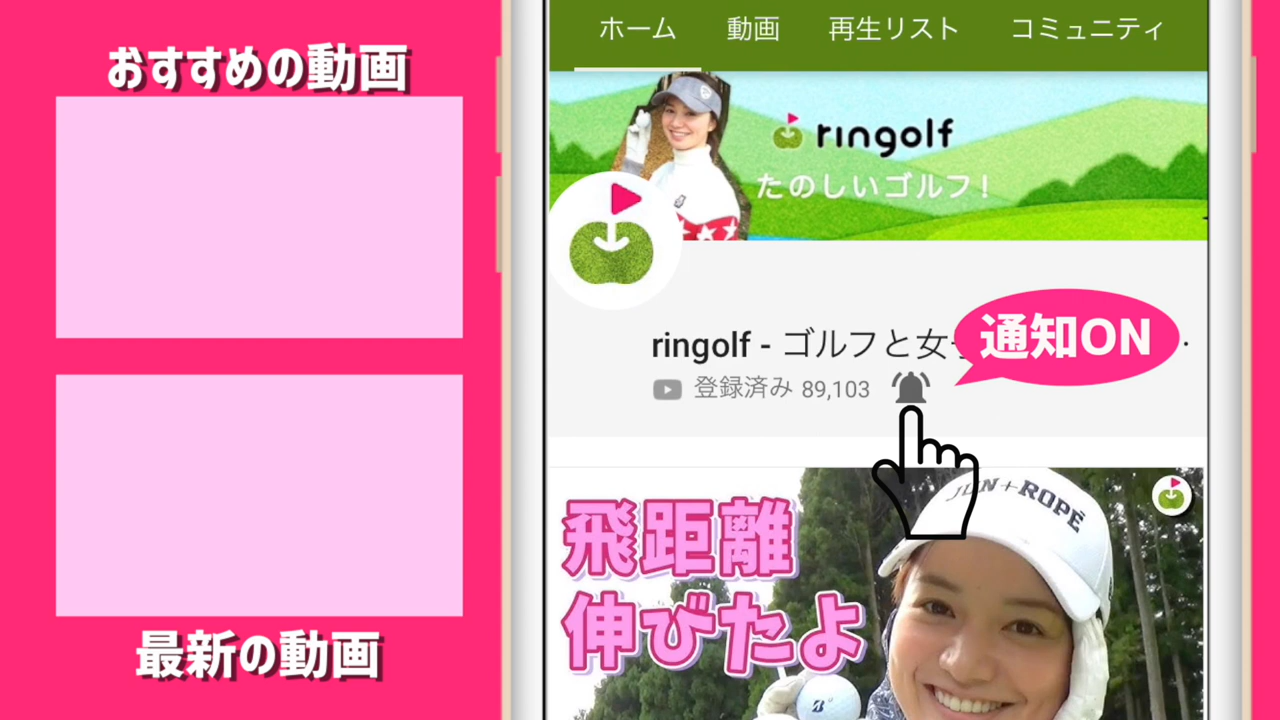 おすすめの動画
最新の動画
ホーム 動画 再生リスト コミュニティ
ringolf
たのしいゴルフ!
ringolf - ゴルフと女
通知ON
登録済み 89,103
JUN+ROPÉ
飛距離
伸びたよ
B